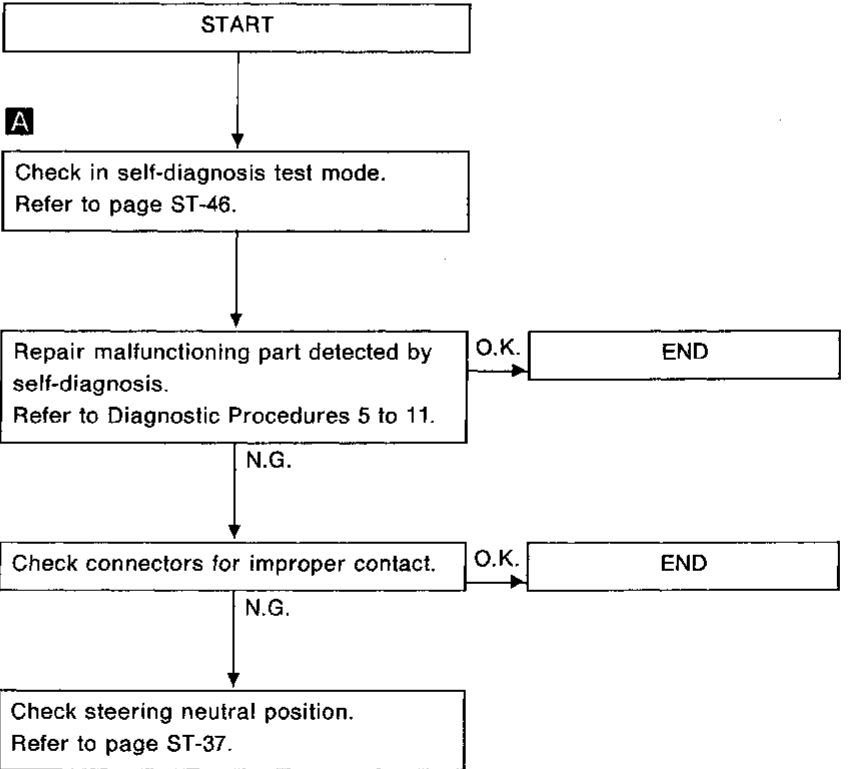 START
A
Check in self-diagnosis test mode.
Refer to page ST-46.
Repair malfunctioning part detected by
self-diagnosis.
Refer to Diagnostic Procedures 5 to 11.
O.K.
END
N.G.
Check connectors for improper contact.
O.K.
END
N.G.
Check steering neutral position.
Refer to page ST-37.